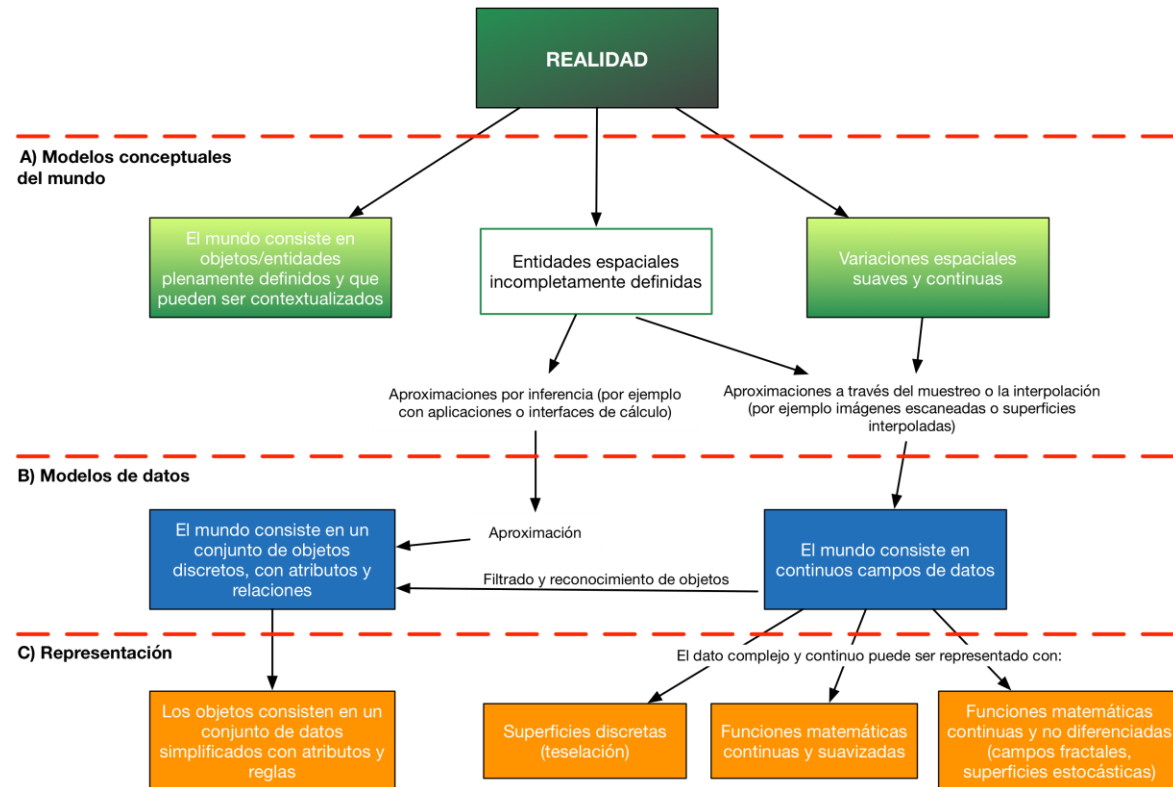 REALIDAD
A) Modelos conceptuales
del mundo
El mundo consiste en
objetos/entidades
plenamente definidos y que
pueden ser contextualizados
Entidades espaciales
incompletamente definidas
Variaciones espaciales
suaves y continuas
Aproximaciones por inferencia (por ejemplo
con aplicaciones o interfaces de cálculo)
Aproximaciones a través del muestreo o la interpolación
(por ejemplo imágenes escaneadas o superficies
interpoladas)
B) Modelos de datos
El mundo consiste en un
conjunto de objetos
discretos, con atributos y
relaciones
Aproximación
Filtrado y reconocimiento de objetos
El mundo consiste en
continuos campos de datos
C) Representación
El dato complejo y continuo puede ser representado con:
Los objetos consisten en un
conjunto de datos
simplificados con atributos y
reglas
Superficies discretas
(teselación)
Funciones matemáticas
continuas y suavizadas
Funciones matemáticas
continuas y no diferenciadas
(campos fractales,
superficies estocásticas)